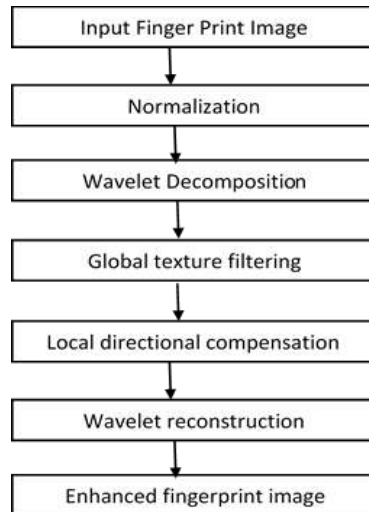 Input Finger Print Image
Normalization
Wavelet Decomposition
Global texture filtering
Local directional compensation
Wavelet reconstruction
Enhanced fingerprint image